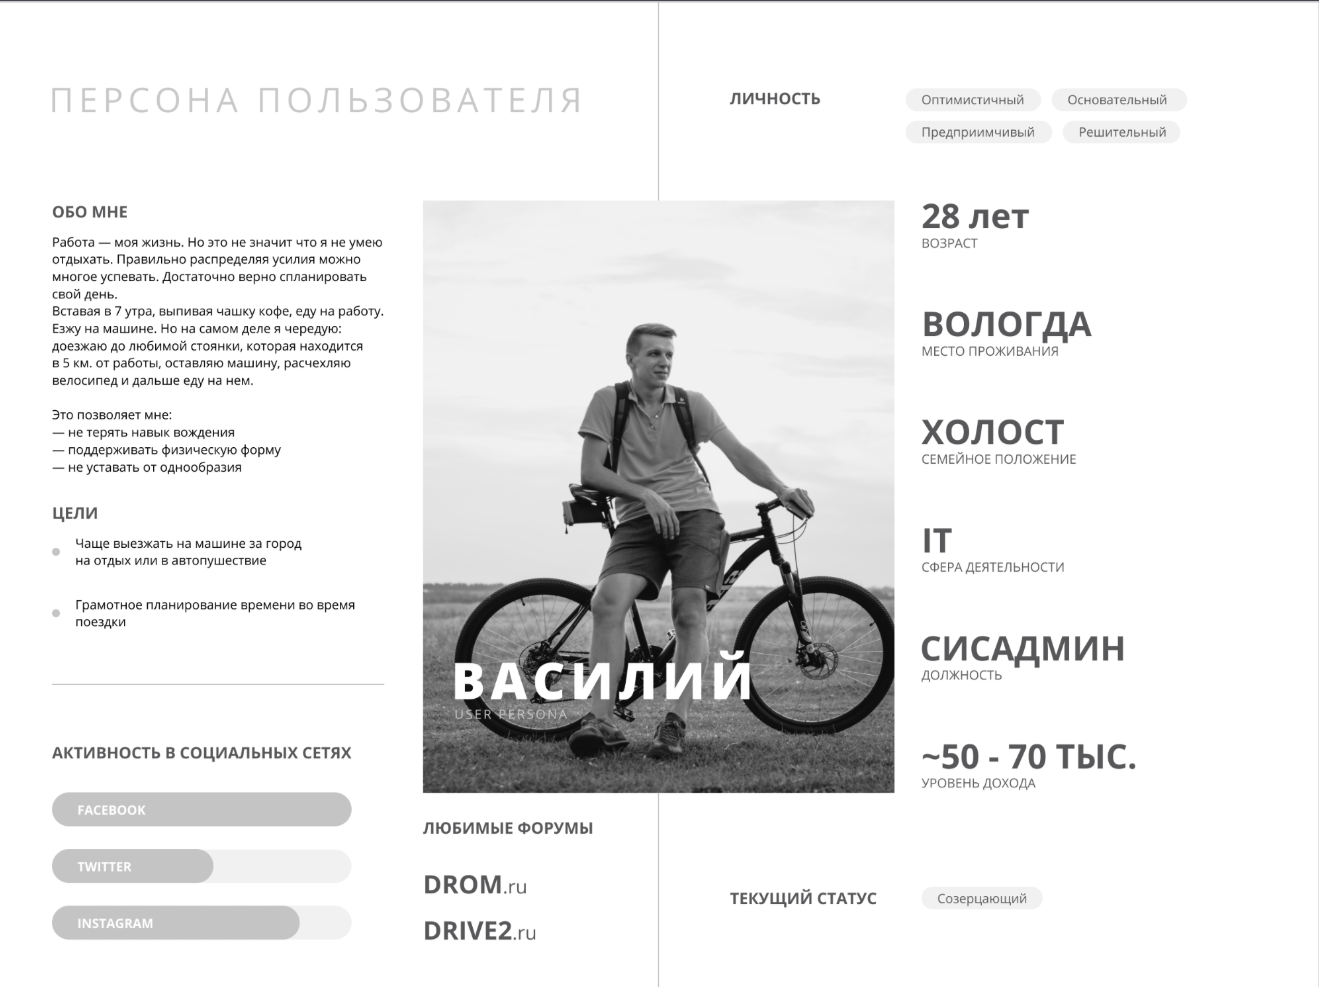 ПЕРСОНА ПОЛЬЗОВАТЕЛЯ
ОБО МНЕ
Работа — моя жизнь. Но это не значит что я не умею
отдыхать. Правильно распределяя усилия можно
многое успевать. Достаточно верно спланировать
свой день.
Вставая в 7 утра, выпивая чашку кофе, еду на работу.
Езжу на машине. Но на самом деле я чередую:
доезжаю до любимой стоянки, которая находится
в 5 км. от работы, оставляю машину, расчехляю
велосипед и дальше еду на нем.
Это позволяет мне:
— не терять навык вождения
— поддерживать физическую форму
— не уставать от однообразия
ЦЕЛИ
Чаще выезжать на машине за город
на отдых или в автопушествие
Грамотное планирование времени во время
поездки
АКТИВНОСТЬ В СОЦИАЛЬНЫХ СЕТЯХ
FACEBOOK
TWITTER
INSTAGRAM
ВАСИЛИЙ
USER PERSONA
ЛЮБИМЫЕ ФОРУМЫ
DROM.ru
DRIVE2.ru
ЛИЧНОСТЬ
Оптимистичный Основательный
Предприимчивый Решительный
28 лет
ВОЗРАСТ
ВОЛОГДА
МЕСТО ПРОЖИВАНИЯ
ХОЛОСТ
СЕМЕЙНОЕ ПОЛОЖЕНИЕ
IT
СФЕРА ДЕЯТЕЛЬНОСТИ
СИСАДМИН
ДОЛЖНОСТЬ
~50 - 70 ТЫС.
УРОВЕНЬ ДОХОДА
ТЕКУЩИЙ СТАТУС Созерцающий